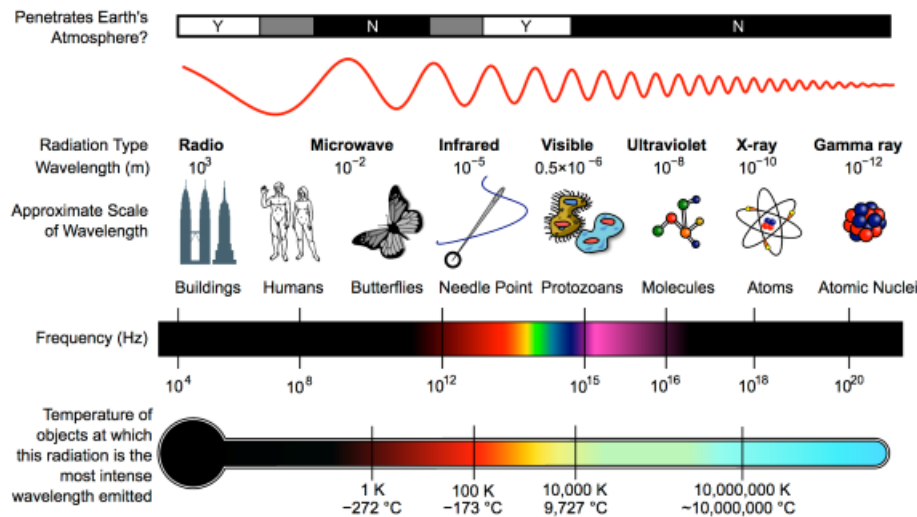 Penetrates Earth's
Atmosphere?
Y N Y N
Radiation Type
Radio Microwave Infrared Visible Ultraviolet X-ray Gamma ray
Wavelength (m)
10³ 10⁻² 10⁻⁵ 0.5×10⁻⁶ 10⁻⁸ 10⁻¹⁰ 10⁻¹²
Approximate Scale
of Wavelength
Buildings Humans Butterflies Needle Point Protozoans Molecules Atoms Atomic Nuclei
Frequency (Hz)
10⁴ 10⁸ 10¹² 10¹⁵ 10¹⁶ 10¹⁸ 10²⁰
Temperature of
objects at which
this radiation is the
most intense
wavelength emitted
1 K 100 K 10,000 K 10,000,000 K
−272 °C −173 °C 9,727 °C ~10,000,000 °C